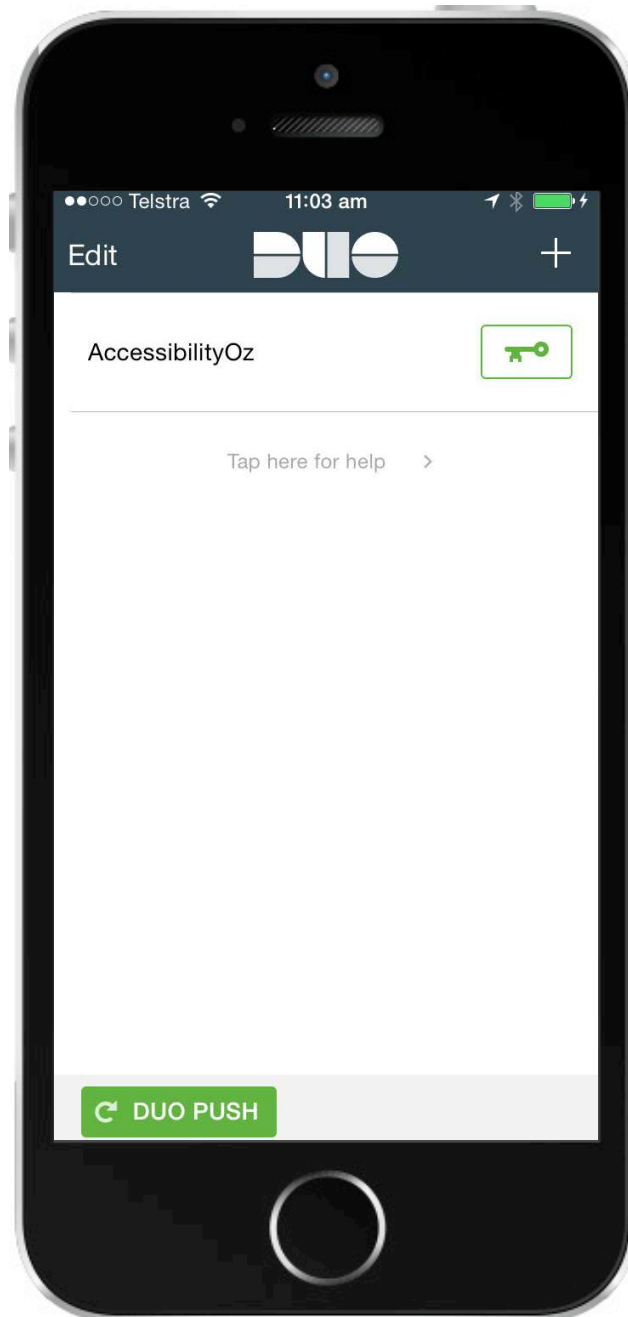 Telstra 11:03 am
Edit DUO +
AccessibilityOz
Tap here for help >
DUO PUSH